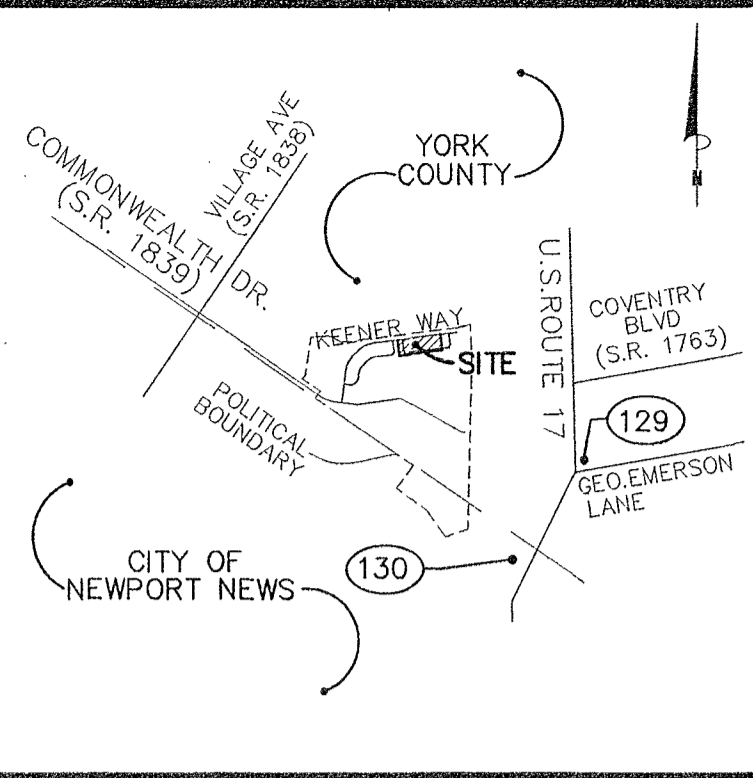 YORK
COUNTY
N
VILLAGE AVE
(S.R. 1838)
COMMONWEALTH DR.
(S.R. 1839)
U.S.ROUTE 17
COVENTRY
BLVD
(S.R. 1763)
KEENER WAY
SITE
POLITICAL
BOUNDARY
129
GEO.EMERSON
LANE
CITY OF
NEWPORT NEWS
130